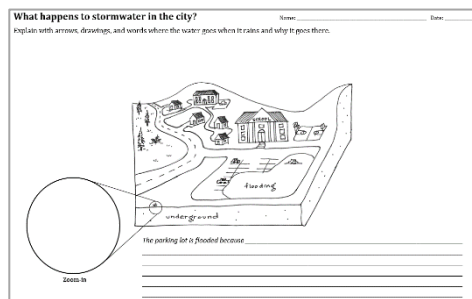 What happens to stormwater in the city?
Name: Date:
Explain with arrows, drawings, and words where the water goes when it rains and why it goes there.
SCHOOL
flooding
underground
The parking lot is flooded because
Zoom-in